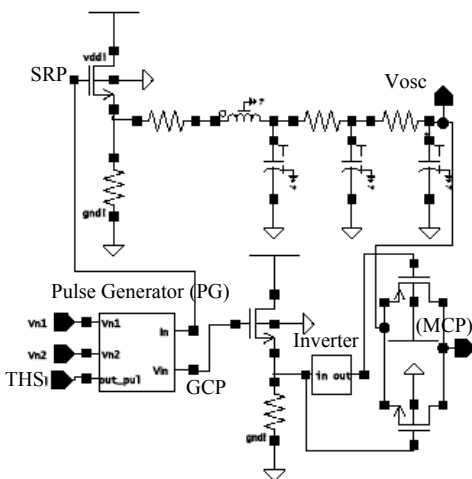 vdd!
SRP
Vosc
gnd!
Pulse Generator (PG)
Vn1
Vn1
In
Vn2
Vn2
Vin
THS
out_pul
GCP
Inverter
in out
(MCP)
gnd!